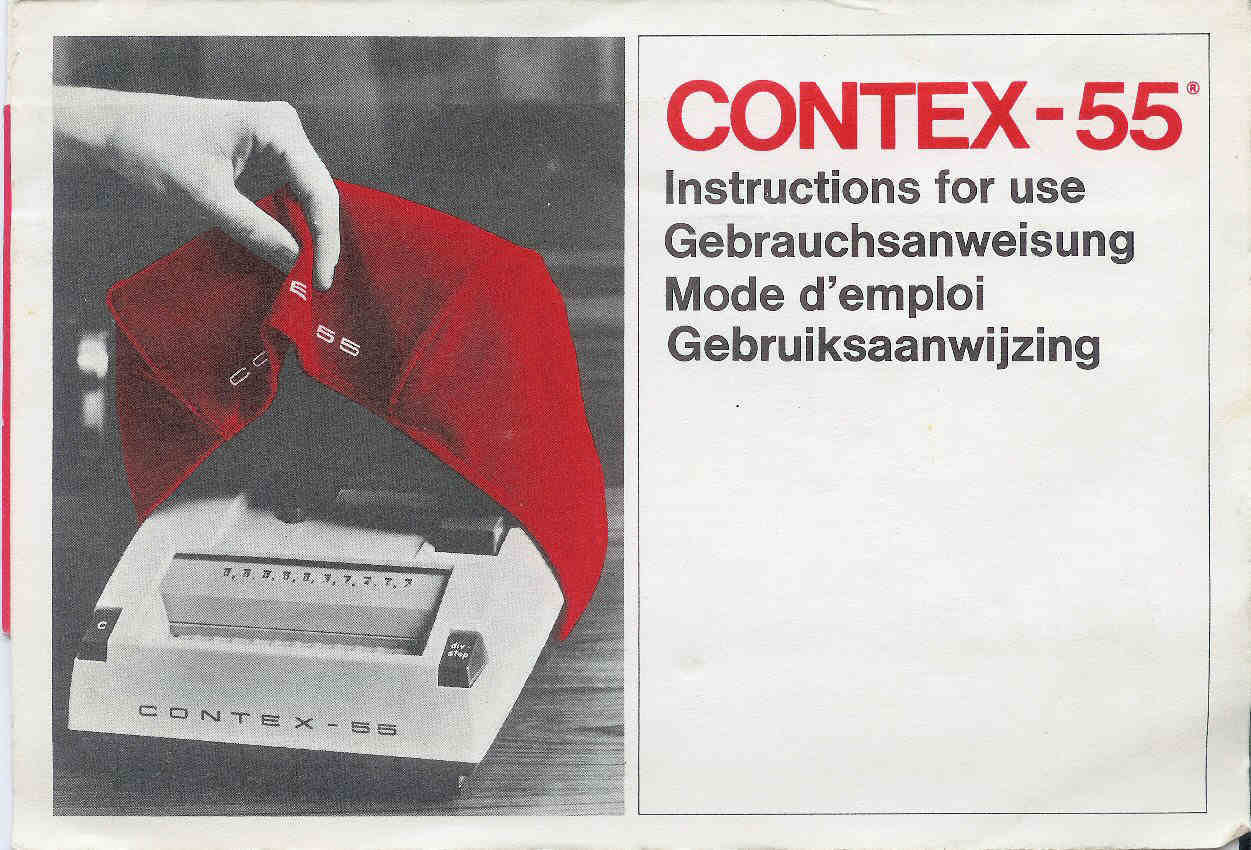 CONTEX-55®
Instructions for use
Gebrauchsanweisung
Mode d'emploi
Gebruiksaanwijzing
55
C
div-
stop
CONTEX-55